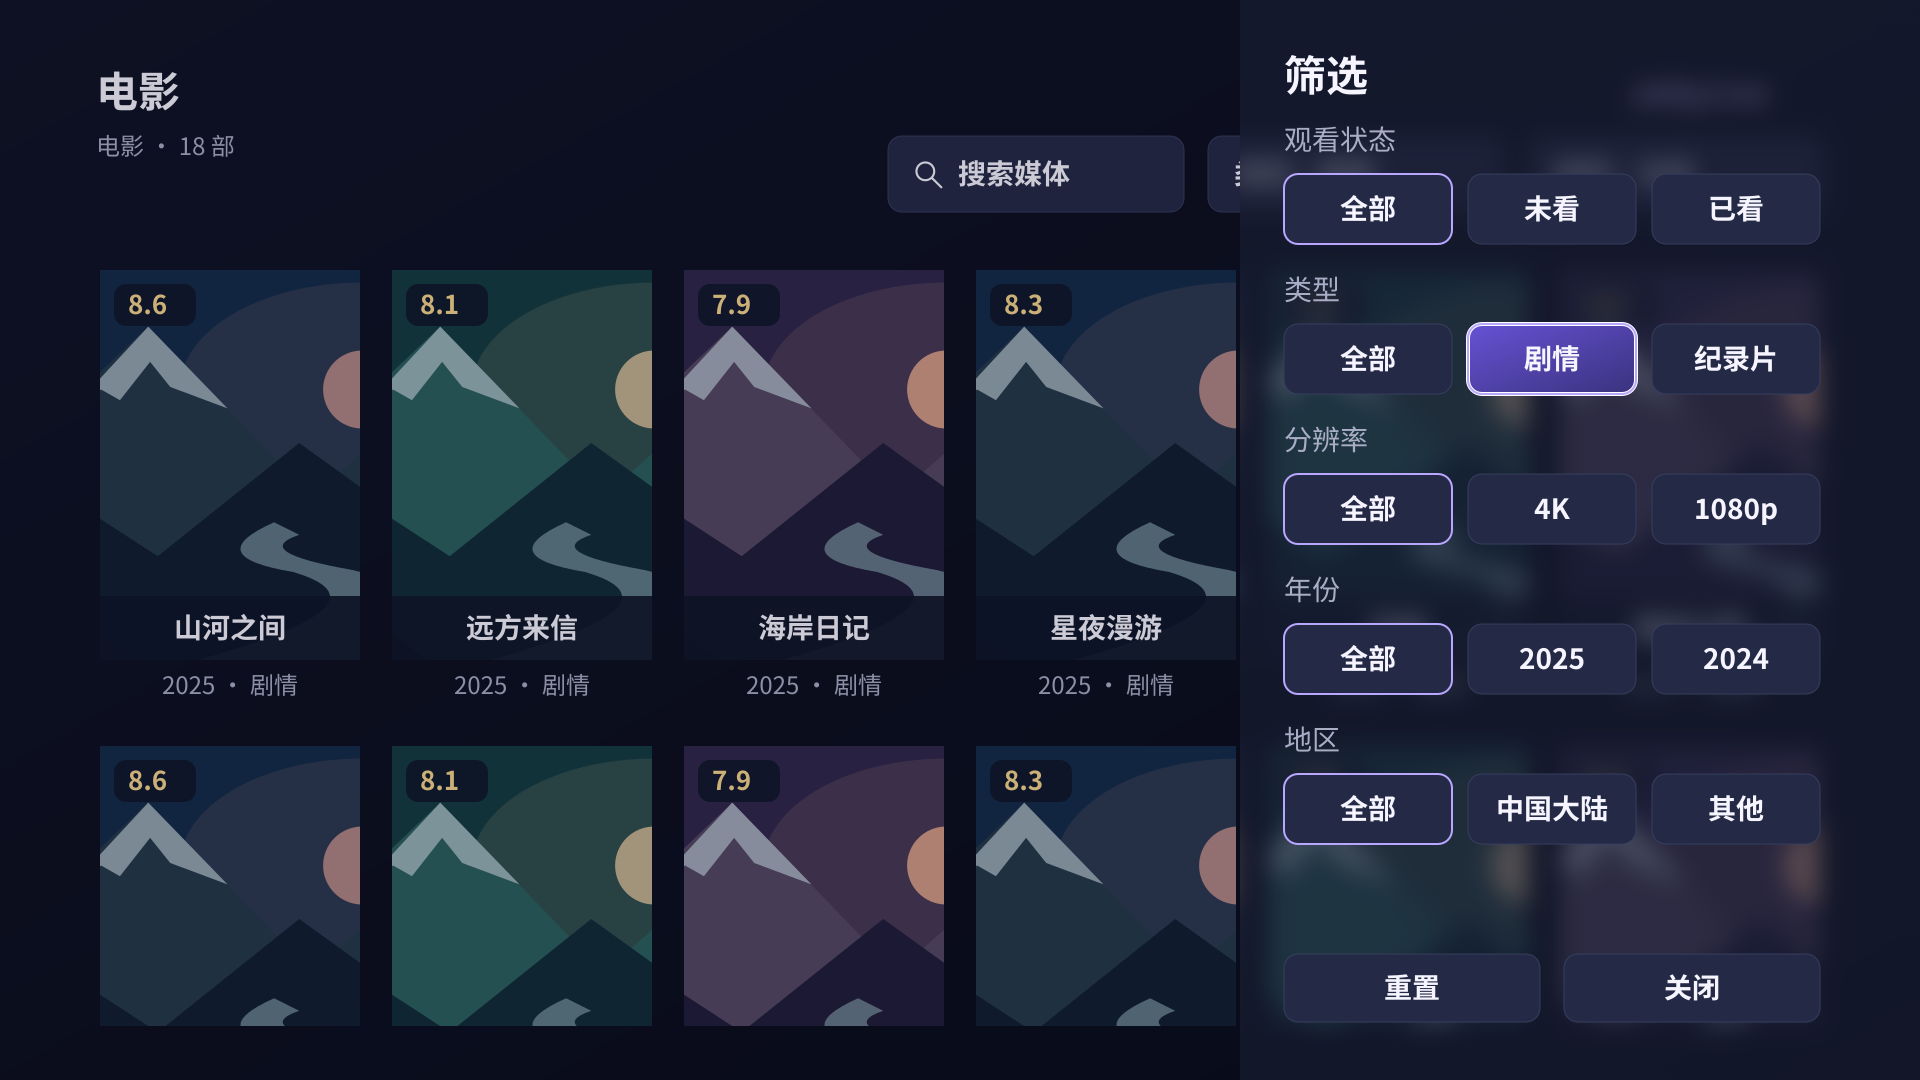 电影
电影 · 18 部
搜索媒体
8.6
8.1
7.9
8.3
山河之间
远方来信
海岸日记
星夜漫游
2025 · 剧情
2025 · 剧情
2025 · 剧情
2025 · 剧情
8.6
8.1
7.9
8.3
筛选
观看状态
全部
未看
已看
类型
全部
剧情
纪录片
分辨率
全部
4K
1080p
年份
全部
2025
2024
地区
全部
中国大陆
其他
重置
关闭